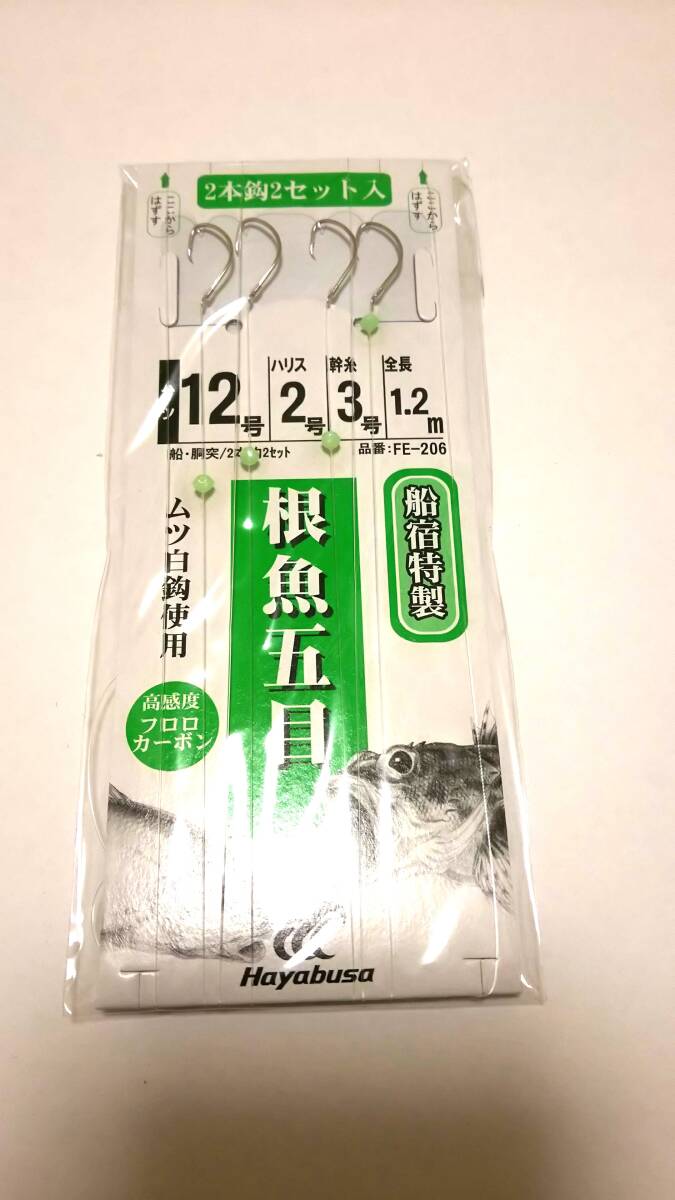 2本鈎2セット入
ここから
はずす
ここから
はずす
12号
ハリス
2号
幹糸
3号
全長
1.2m
船・胴突/2本
2セット
品番:FE-206
船宿特製
根魚五目
ムツ白鈎使用
高感度
フロロ
カーボン
Hayabusa